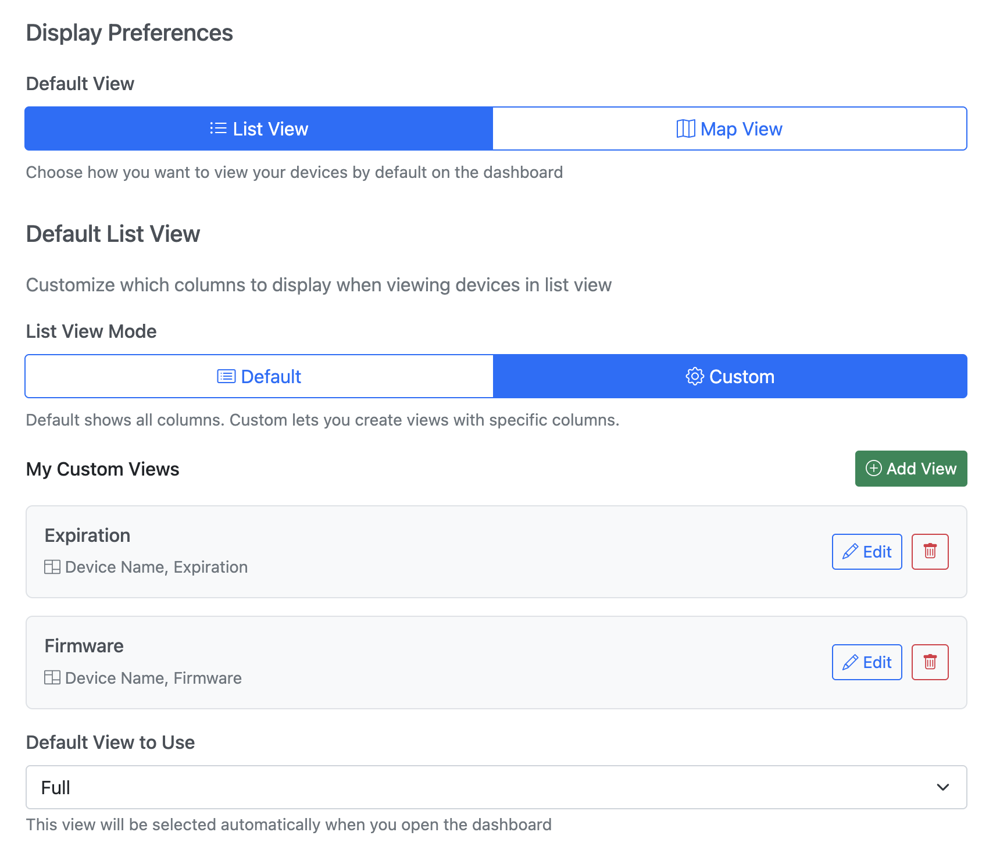 Display Preferences
Default View
List View
Map View
Choose how you want to view your devices by default on the dashboard
Default List View
Customize which columns to display when viewing devices in list view
List View Mode
Default
Custom
Default shows all columns. Custom lets you create views with specific columns.
My Custom Views
Add View
Expiration
Edit
Device Name, Expiration
Firmware
Edit
Device Name, Firmware
Default View to Use
Full
This view will be selected automatically when you open the dashboard